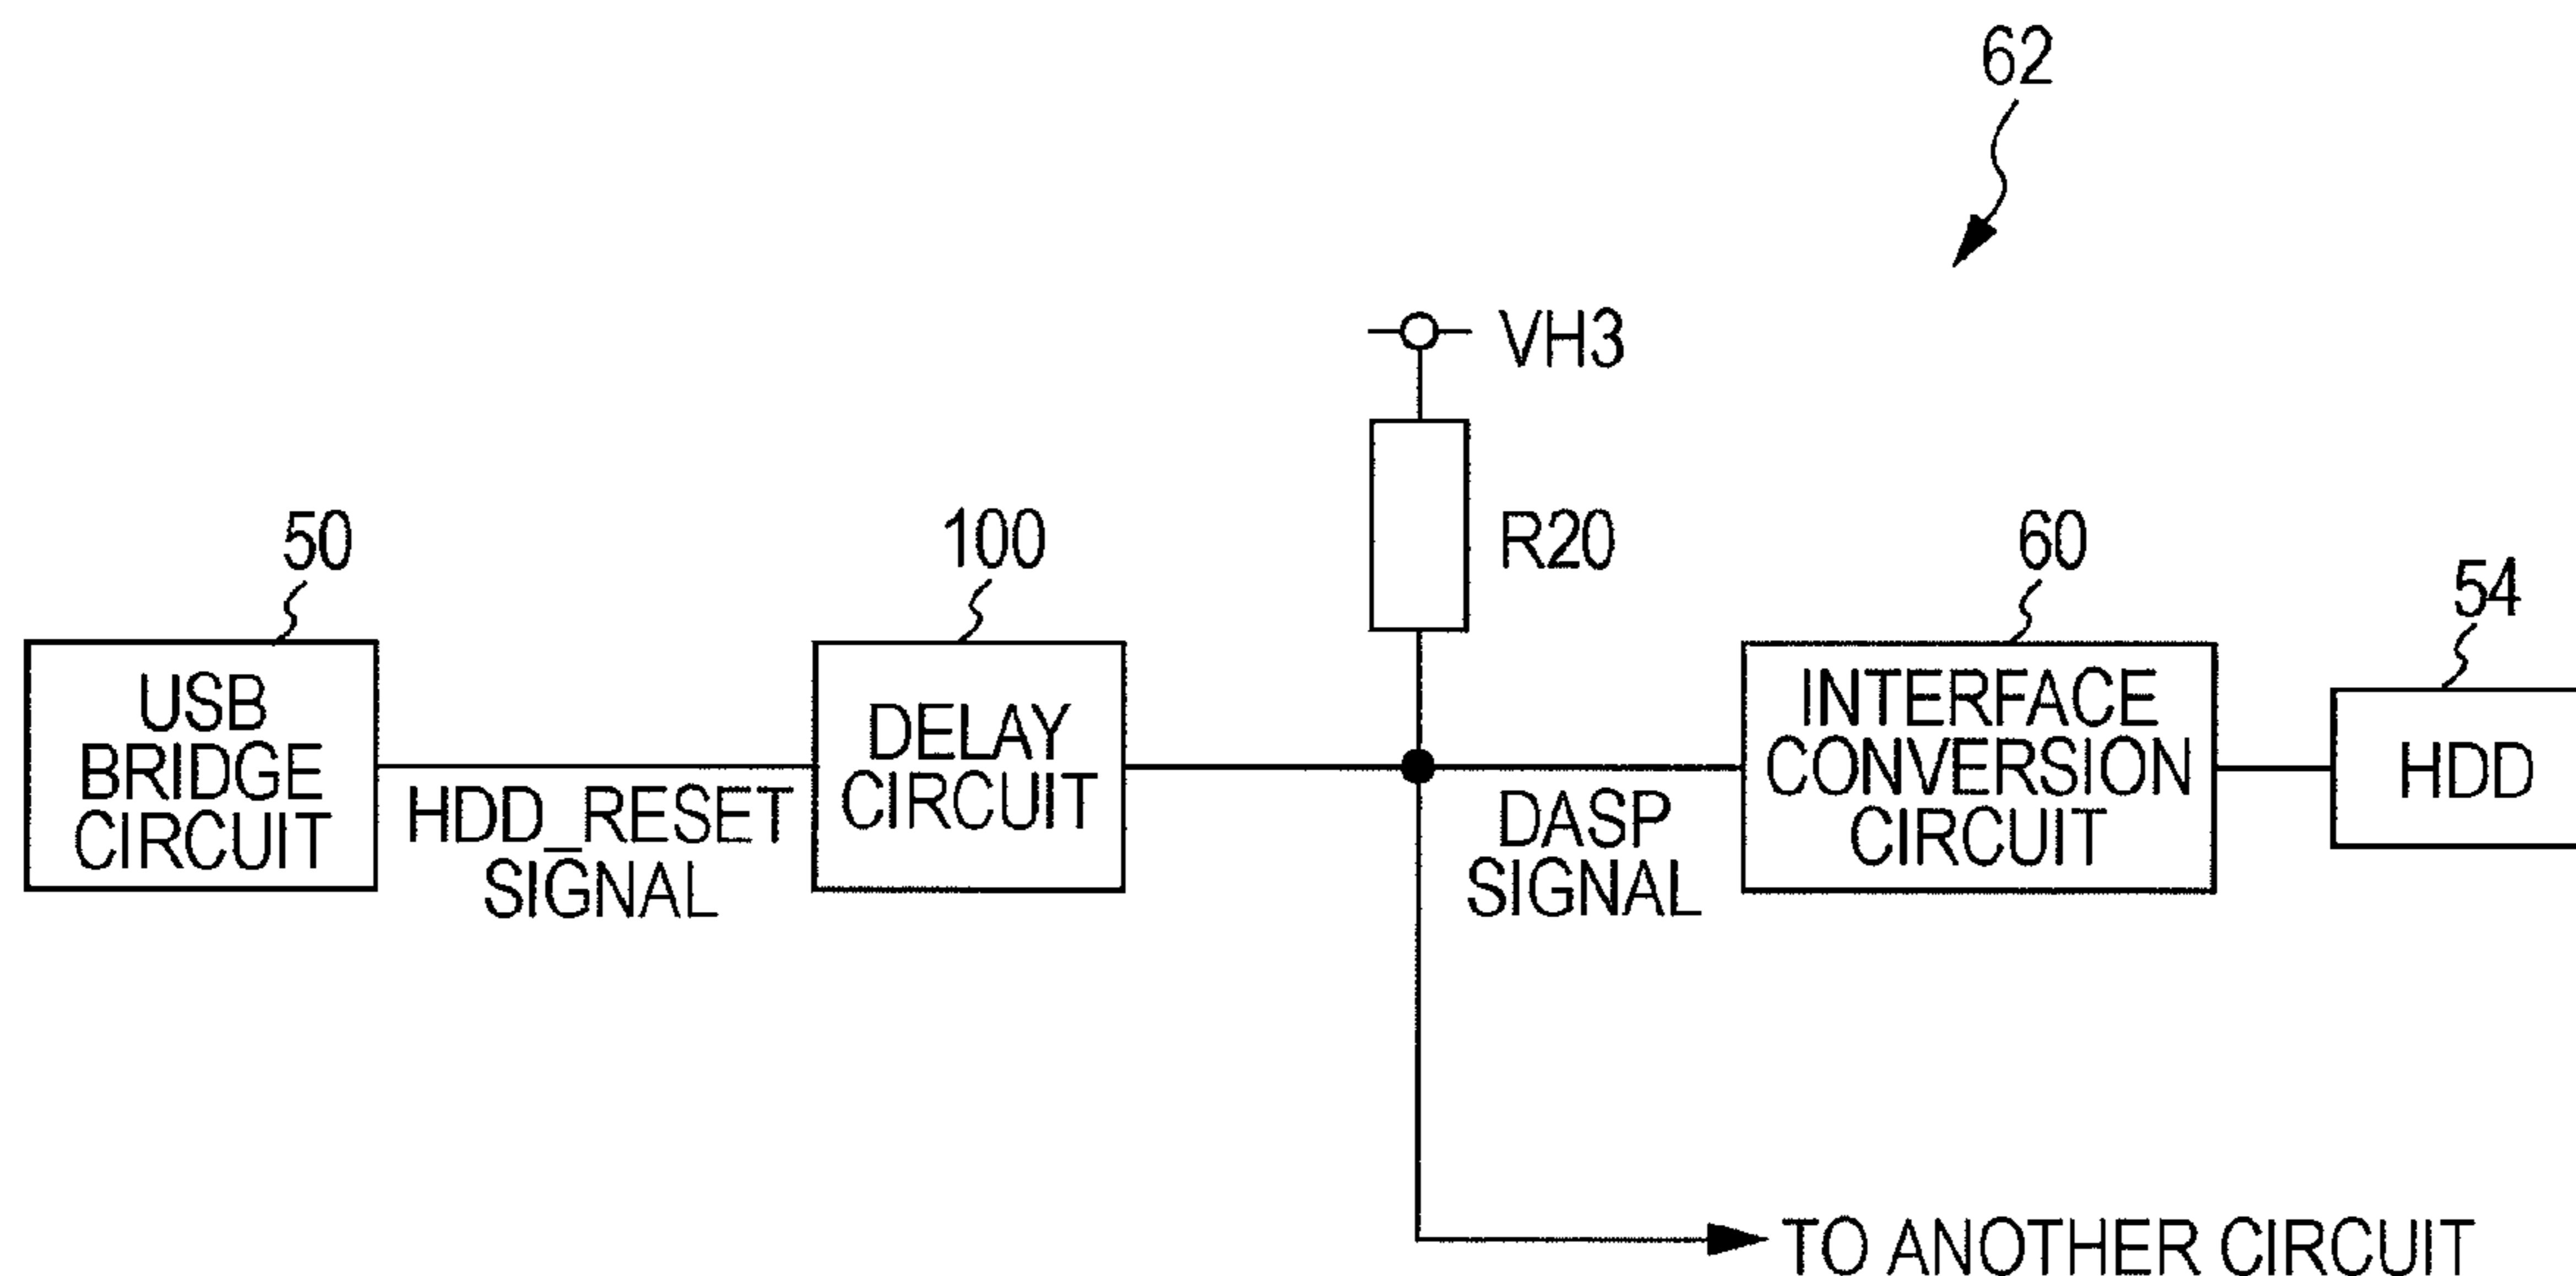 62
VH3
R20
50
100
60
54
USB
BRIDGE
CIRCUIT
HDD_RESET
SIGNAL
DELAY
CIRCUIT
DASP
SIGNAL
INTERFACE
CONVERSION
CIRCUIT
HDD
TO ANOTHER CIRCUIT